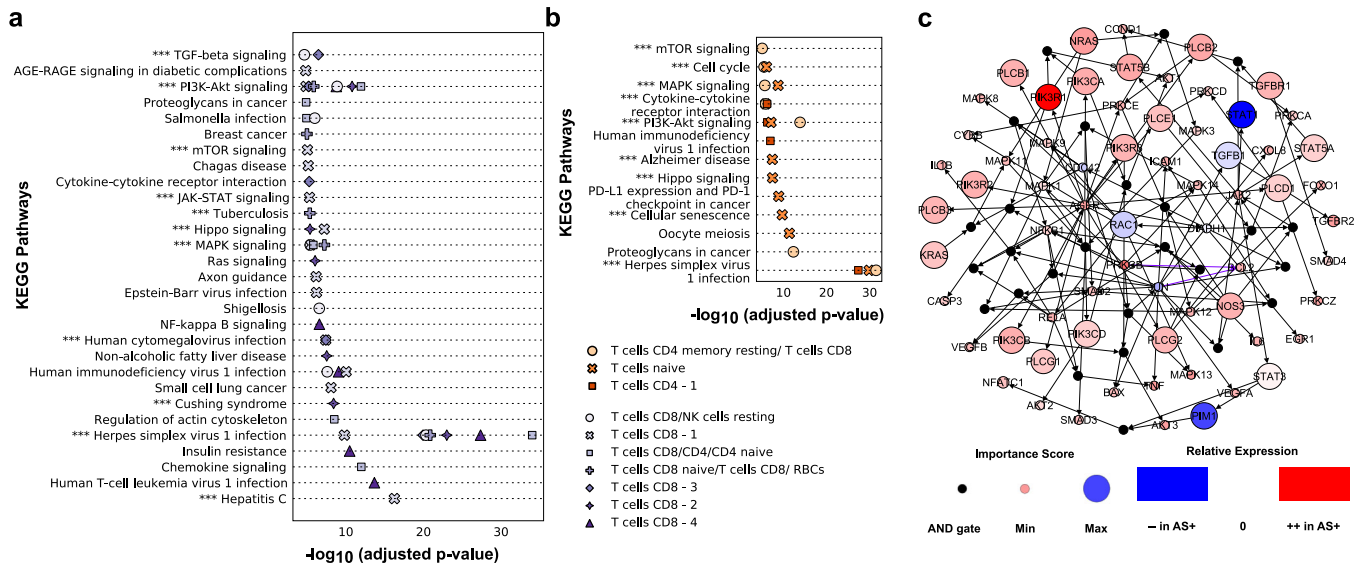 a
KEGG Pathways
*** TGF-beta signaling
AGE-RAGE signaling in diabetic complications
*** PI3K-Akt signaling
Proteoglycans in cancer
Salmonella infection
Breast cancer
*** mTOR signaling
Chagas disease
Cytokine-cytokine receptor interaction
*** JAK-STAT signaling
*** Tuberculosis
*** Hippo signaling
*** MAPK signaling
Ras signaling
Axon guidance
Epstein-Barr virus infection
Shigellosis
NF-kappa B signaling
*** Human cytomegalovirus infection
Non-alcoholic fatty liver disease
Human immunodeficiency virus 1 infection
Small cell lung cancer
*** Cushing syndrome
Regulation of actin cytoskeleton
*** Herpes simplex virus 1 infection
Insulin resistance
Chemokine signaling
Human T-cell leukemia virus 1 infection
*** Hepatitis C
10 20 30
-log10 (adjusted p-value)
b
KEGG Pathways
*** mTOR signaling
*** Cell cycle
*** MAPK signaling
*** Cytokine-cytokine
receptor interaction
*** PI3K-Akt signaling
Human immunodeficiency
virus 1 infection
*** Alzheimer disease
*** Hippo signaling
PD-L1 expression and PD-1
checkpoint in cancer
*** Cellular senescence
Oocyte meiosis
Proteoglycans in cancer
*** Herpes simplex virus
1 infection
10 20 30
-log10 (adjusted p-value)
T cells CD4 memory resting/ T cells CD8
T cells naive
T cells CD4 - 1
T cells CD8/NK cells resting
T cells CD8 - 1
T cells CD8/CD4/CD4 naive
T cells CD8 naive/T cells CD8/ RBCs
T cells CD8 - 3
T cells CD8 - 2
T cells CD8 - 4
c
CCND1
NRAS
PLCB2
STAT5B
PLCB1
PIK3CA
AKT
TGFBR1
PRKCD
MAPK8
PIK3R1
PRKCE
PLCE1
STAT1
PRKCA
CYBB
MAPK9
MAPK3
PIK3R5
CXCL8
STAT5A
IL1B
MAPK11
CDC42
ICAM1
TGFB1
PIK3R2
MAPK1
MAPK14
PLCD1
FOXO1
PLCB3
TGFBR2
RAC1
NFKB1
DIAPH1
KRAS
SMAD4
CASP3
SMAD2
PRKCZ
NOS3
RELA
MAPK12
VEGFB
PIK3CB
PIK3CD
PLCG2
IL6
EGR1
PLCG1
NFATC1
MAPK13
STAT3
BAX
TNF
VEGFA
AKT2
SMAD3
AKT3
PIM1
Importance Score
Relative Expression
AND gate
Min
Max
– in AS+
0
++ in AS+